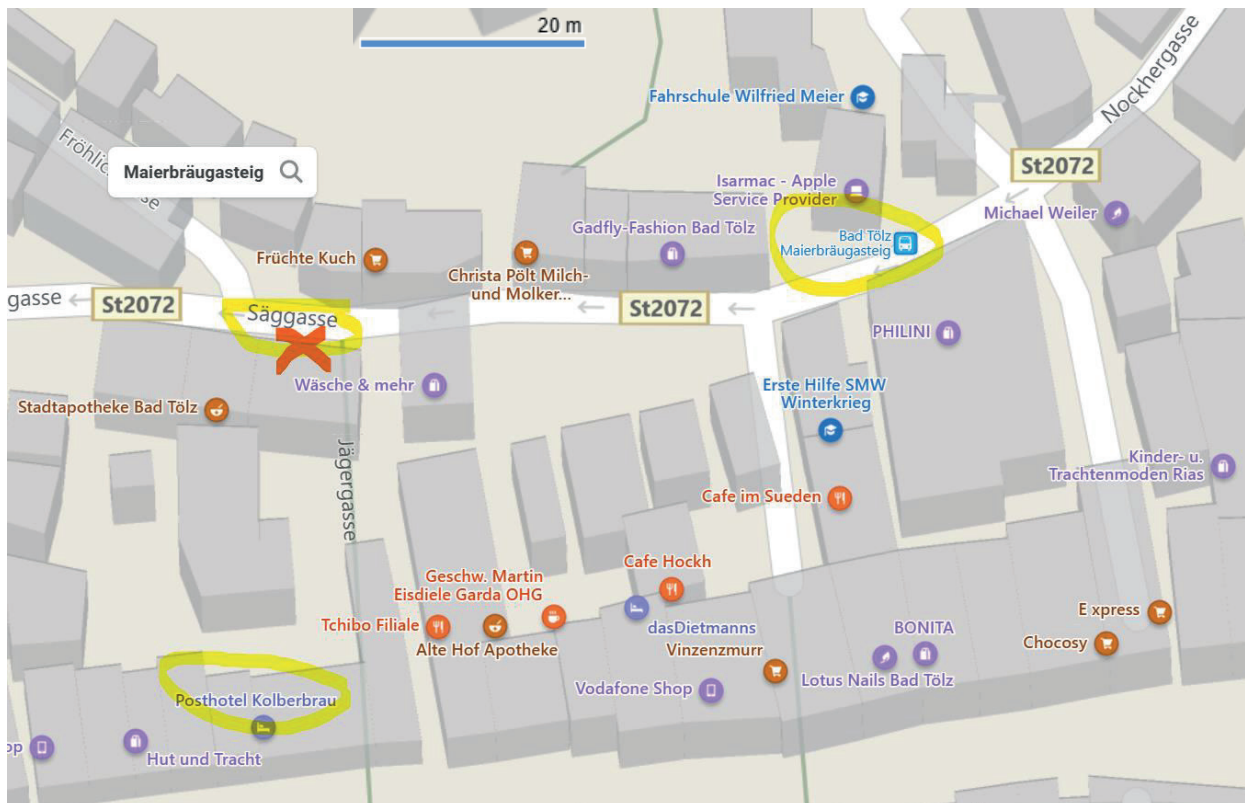 20 m
Fahrschule Wilfried Meier
Nockhergasse
Maierbräugasteig
St2072
Isarmac - Apple
Service Provider
Michael Weiler
Gadfly-Fashion Bad Tölz
Bad Tölz
Maierbräugasteig
Früchte Kuch
Christa Pölt Milch-
und Molker...
ggasse
St2072
Säggasse
St2072
PHILINI
Wäsche & mehr
Erste Hilfe SMW
Winterkrieg
Stadtapotheke Bad Tölz
Jägergasse
Kinder- u.
Trachtenmoden Rias
Cafe im Sueden
Cafe Hockh
Geschw. Martin
Eisdiele Garda OHG
Tchibo Filiale
Alte Hof Apotheke
dasDietmanns
Vinzenzmurr
BONITA
E xpress
Chocosy
Lotus Nails Bad Tölz
Vodafone Shop
Posthotel Kolberbrau
op
Hut und Tracht